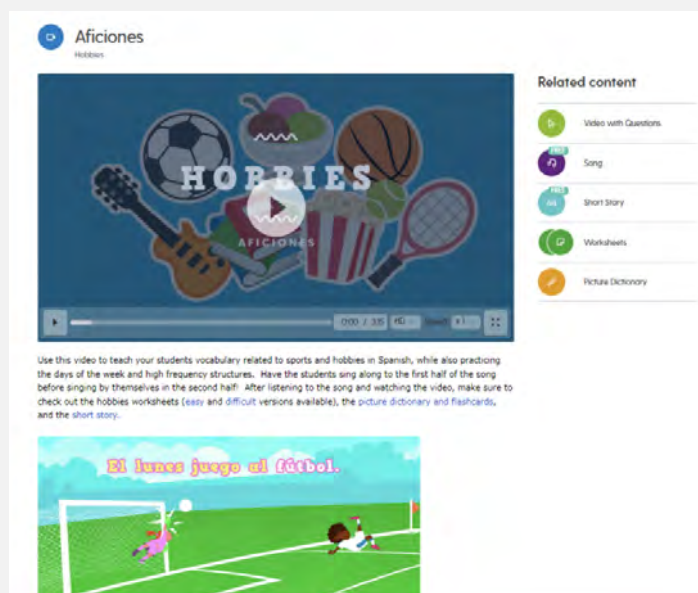 Aficiones
Hobbies
HOBBIES
AFICIONES
0:00 / 3:15
HD
Speed
x 1
Use this video to teach your students vocabulary related to sports and hobbies in Spanish, while also practicing
the days of the week and high frequency structures. Have the students sing along to the first half of the song
before singing by themselves in the second half! After listening to the song and watching the video, make sure to
check out the hobbies worksheets (easy and difficult versions available), the picture dictionary and flashcards,
and the short story.
El lunes juego al fútbol.
Related content
Video with Questions
FREE
Song
FREE
Short Story
Worksheets
Picture Dictionary